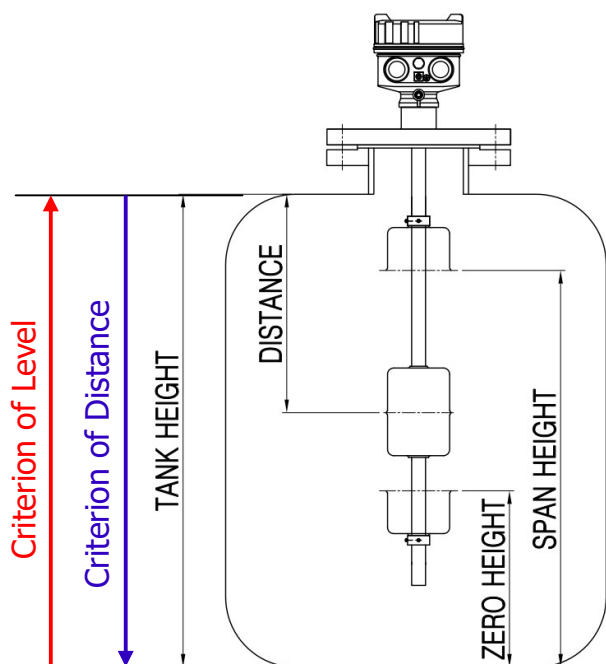 Criterion of Level
Criterion of Distance
TANK HEIGHT
DISTANCE
ZERO HEIGHT
SPAN HEIGHT